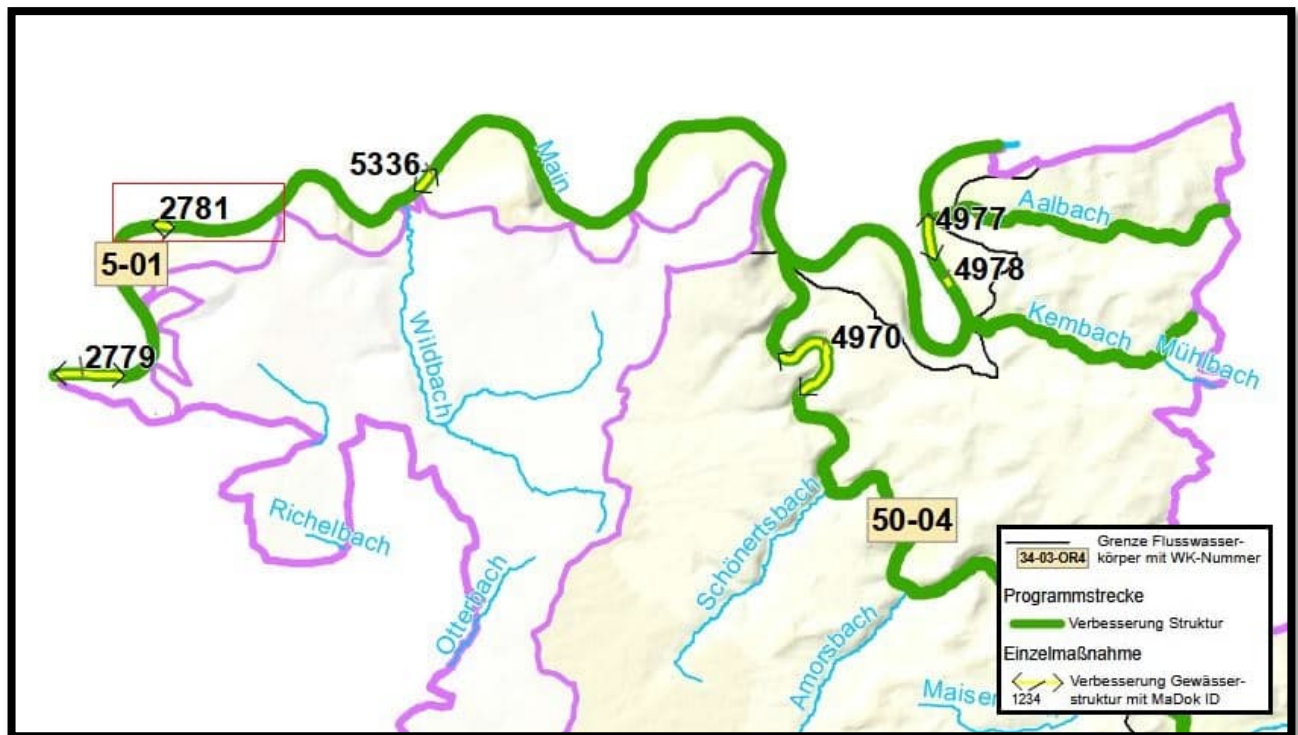 5336
Main
2781
4977
Aalbach
5-01
4978
2779
Wildbach
4970
Kembach
Mühlbach
Richelbach
Schönertsbach
50-04
Otterbach
Amorsbach
Grenze Flusswasser-
34-03-OR4 körper mit WK-Nummer
Programmstrecke
Verbesserung Struktur
Einzelmaßnahme
Verbesserung Gewässer-
1234 struktur mit MaDok ID